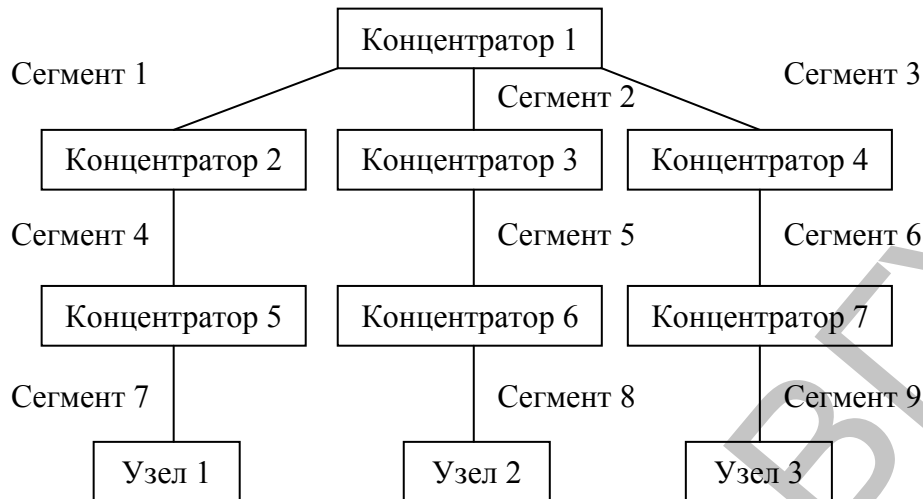 Концентратор 1
Сегмент 1
Сегмент 2
Сегмент 3
Концентратор 2
Концентратор 3
Концентратор 4
Сегмент 4
Сегмент 5
Сегмент 6
Концентратор 5
Концентратор 6
Концентратор 7
Сегмент 7
Сегмент 8
Сегмент 9
Узел 1
Узел 2
Узел 3